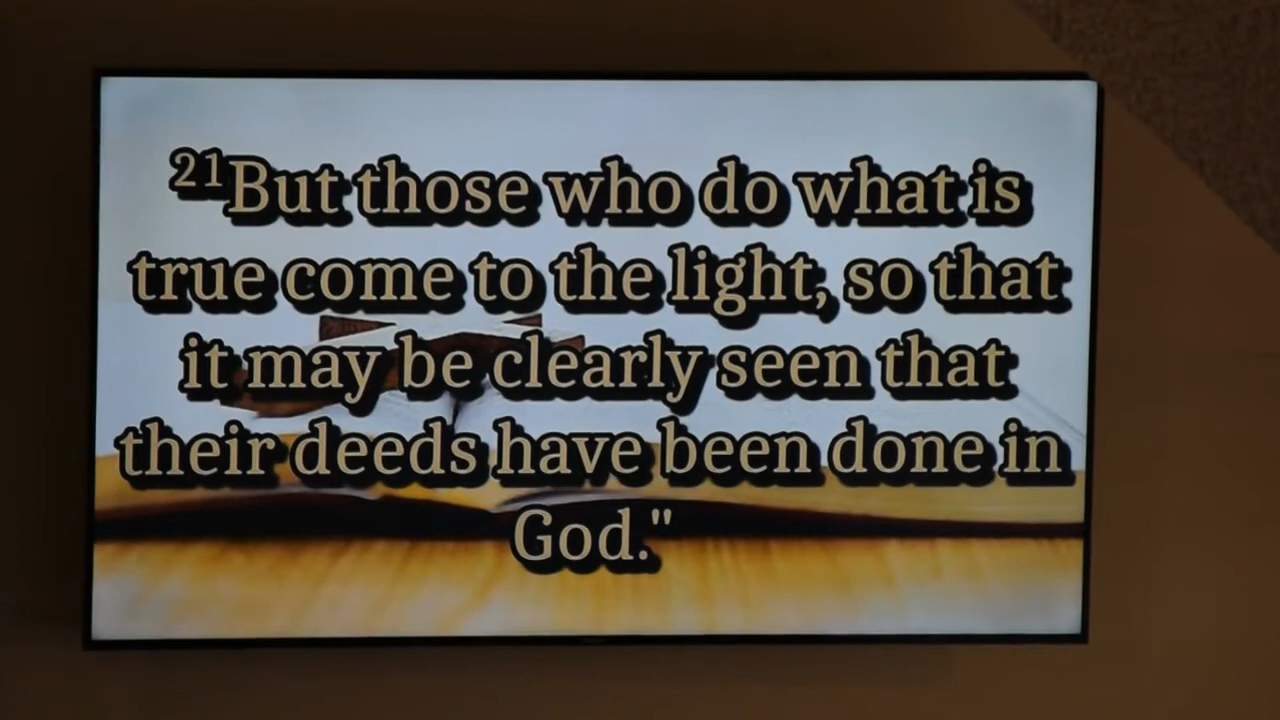 ²¹But those who do what is
true come to the light, so that
it may be clearly seen that
their deeds have been done in
God."